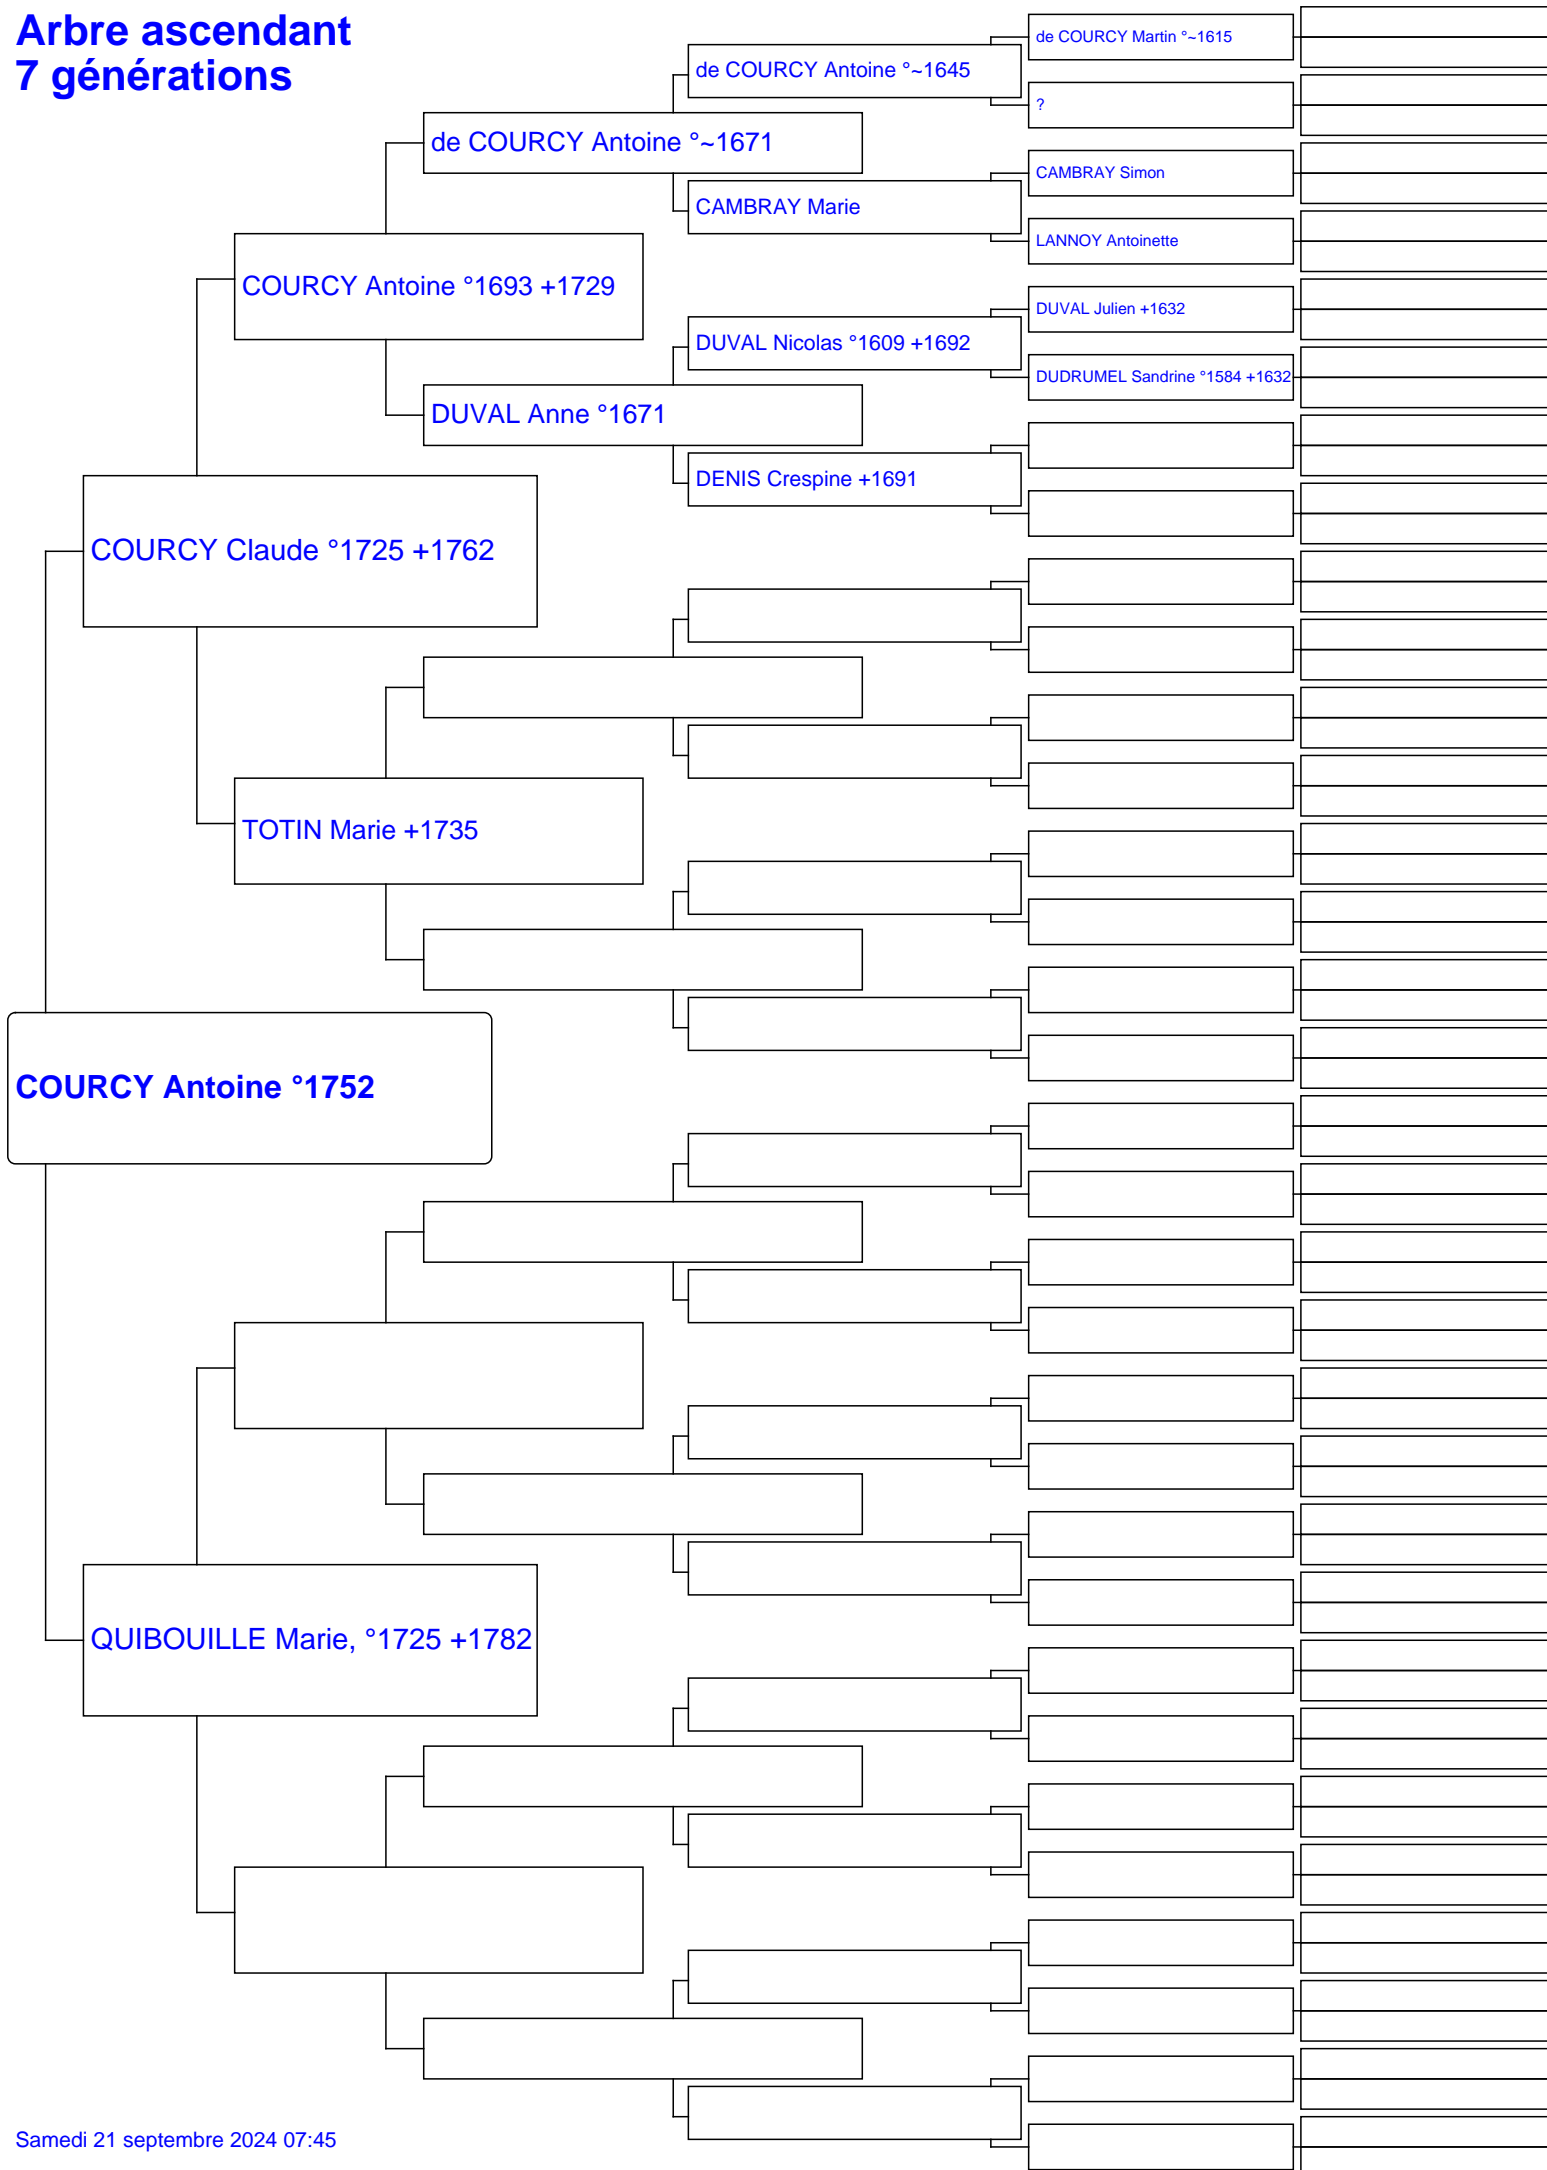 Arbre ascendant
7 générations
de COURCY Martin °~1615
de COURCY Antoine °~1645
?
de COURCY Antoine °~1671
CAMBRAY Simon
CAMBRAY Marie
LANNOY Antoinette
COURCY Antoine °1693 +1729
DUVAL Julien +1632
DUVAL Nicolas °1609 +1692
DUDRUMEL Sandrine °1584 +1632
DUVAL Anne °1671
DENIS Crespine +1691
COURCY Claude °1725 +1762
TOTIN Marie +1735
COURCY Antoine °1752
QUIBOUILLE Marie, °1725 +1782
Samedi 21 septembre 2024 07:45